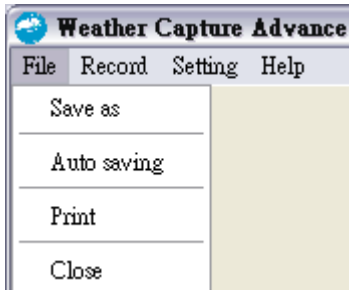 Weather Capture Advance
File Record Setting Help
Save as
Auto saving
Print
Close